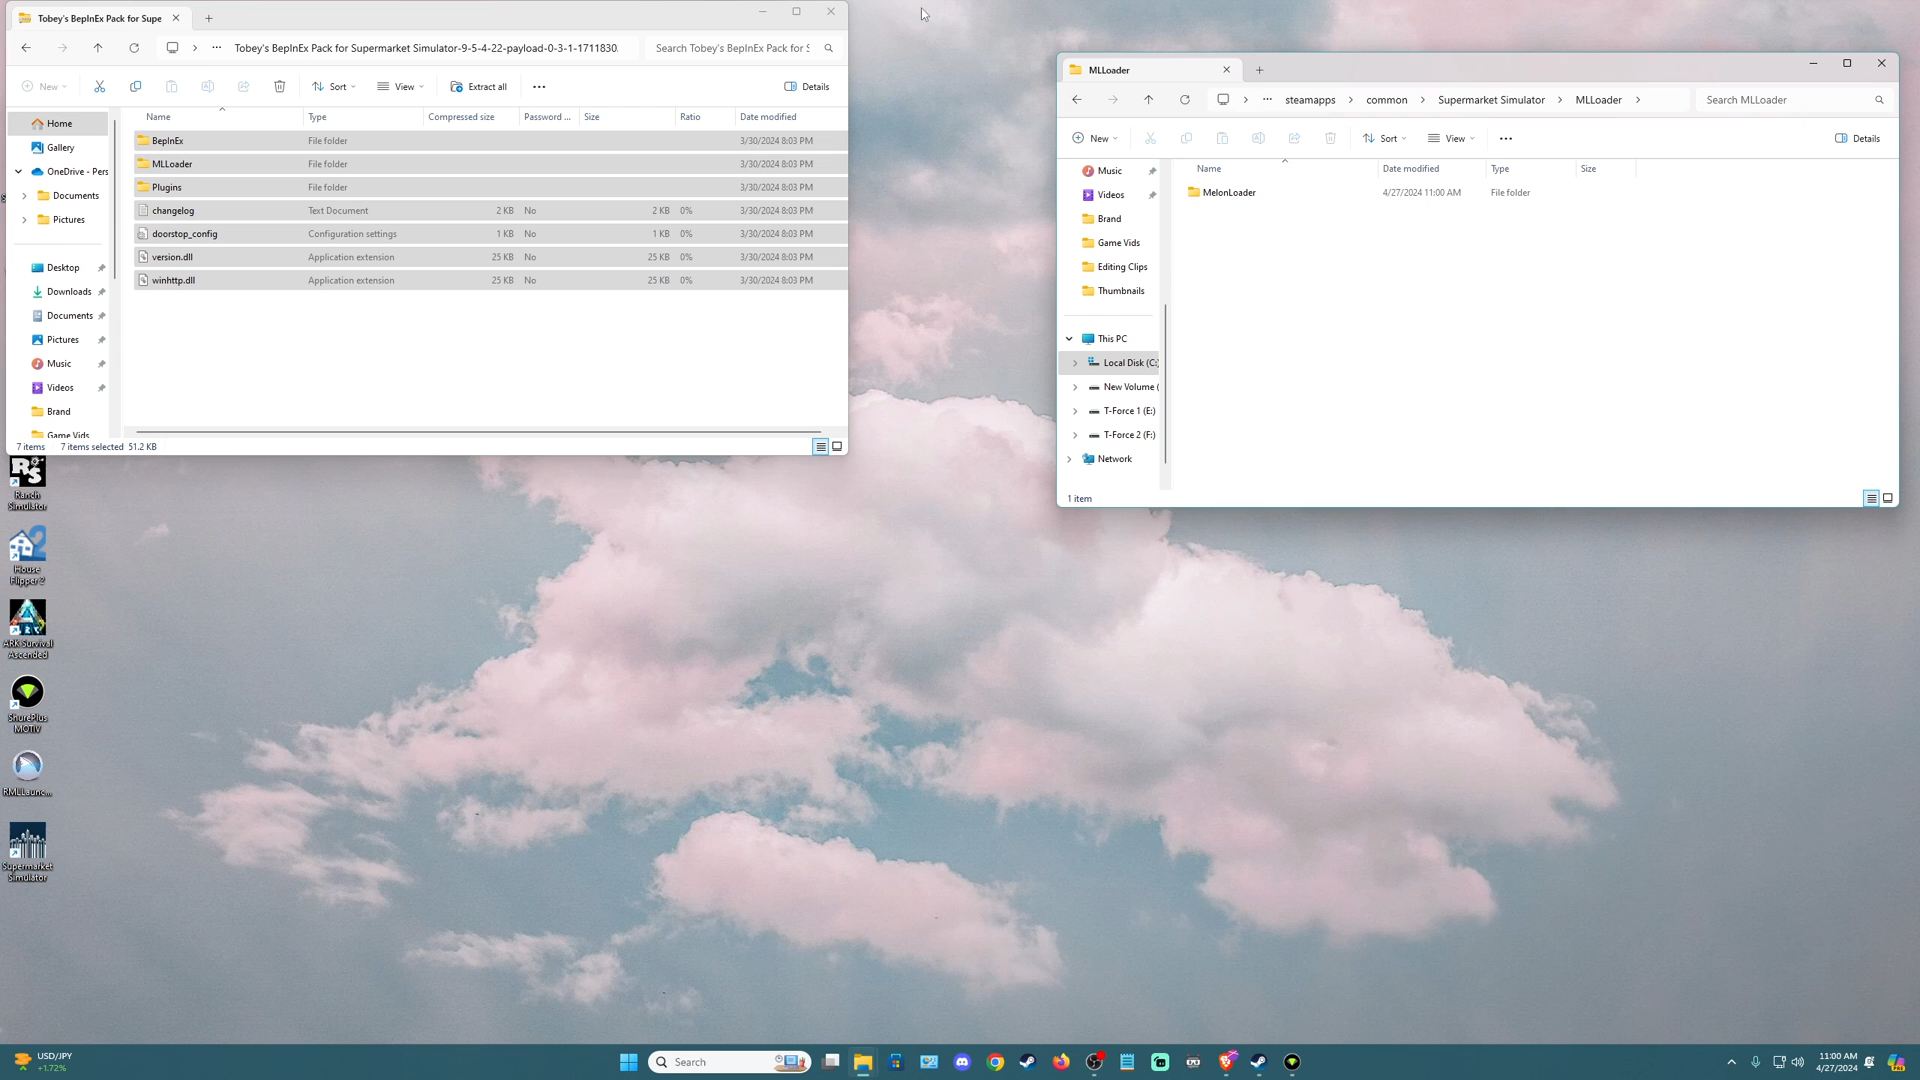 Tobey's BepInEx Pack for Supe
Tobey's BepInEx Pack for Supermarket Simulator-9-5-4-22-payload-0-3-1-1711830.
Search Tobey's BepInEx Pack for S
New
Sort
View
Extract all
Details
Home
Gallery
OneDrive - Pers
Documents
Pictures
Desktop
Downloads
Documents
Pictures
Music
Videos
Brand
Game Vids
Name Type Compressed size Password ... Size Ratio Date modified
BepInEx File folder 3/30/2024 8:03 PM
MLLoader File folder 3/30/2024 8:03 PM
Plugins File folder 3/30/2024 8:03 PM
changelog Text Document 2 KB No 2 KB 0% 3/30/2024 8:03 PM
doorstop_config Configuration settings 1 KB No 1 KB 0% 3/30/2024 8:03 PM
version.dll Application extension 25 KB No 25 KB 0% 3/30/2024 8:03 PM
winhttp.dll Application extension 25 KB No 25 KB 0% 3/30/2024 8:03 PM
7 items 7 items selected 51.2 KB
MLLoader
steamapps common Supermarket Simulator MLLoader
Search MLLoader
New
Sort
View
Details
Music
Videos
Brand
Game Vids
Editing Clips
Thumbnails
This PC
Local Disk (C:
New Volume (
T-Force 1 (E:)
T-Force 2 (F:)
Network
Name Date modified Type Size
MelonLoader 4/27/2024 11:00 AM File folder
1 item
RS
Ranch
Simulator
2
House
Flipper 2
ARK Survival
Ascended
ShurePlus
MOTIV
RMLLaunc...
Supermarket
Simulator
USD/JPY
+1.72%
Search
11:00 AM
4/27/2024